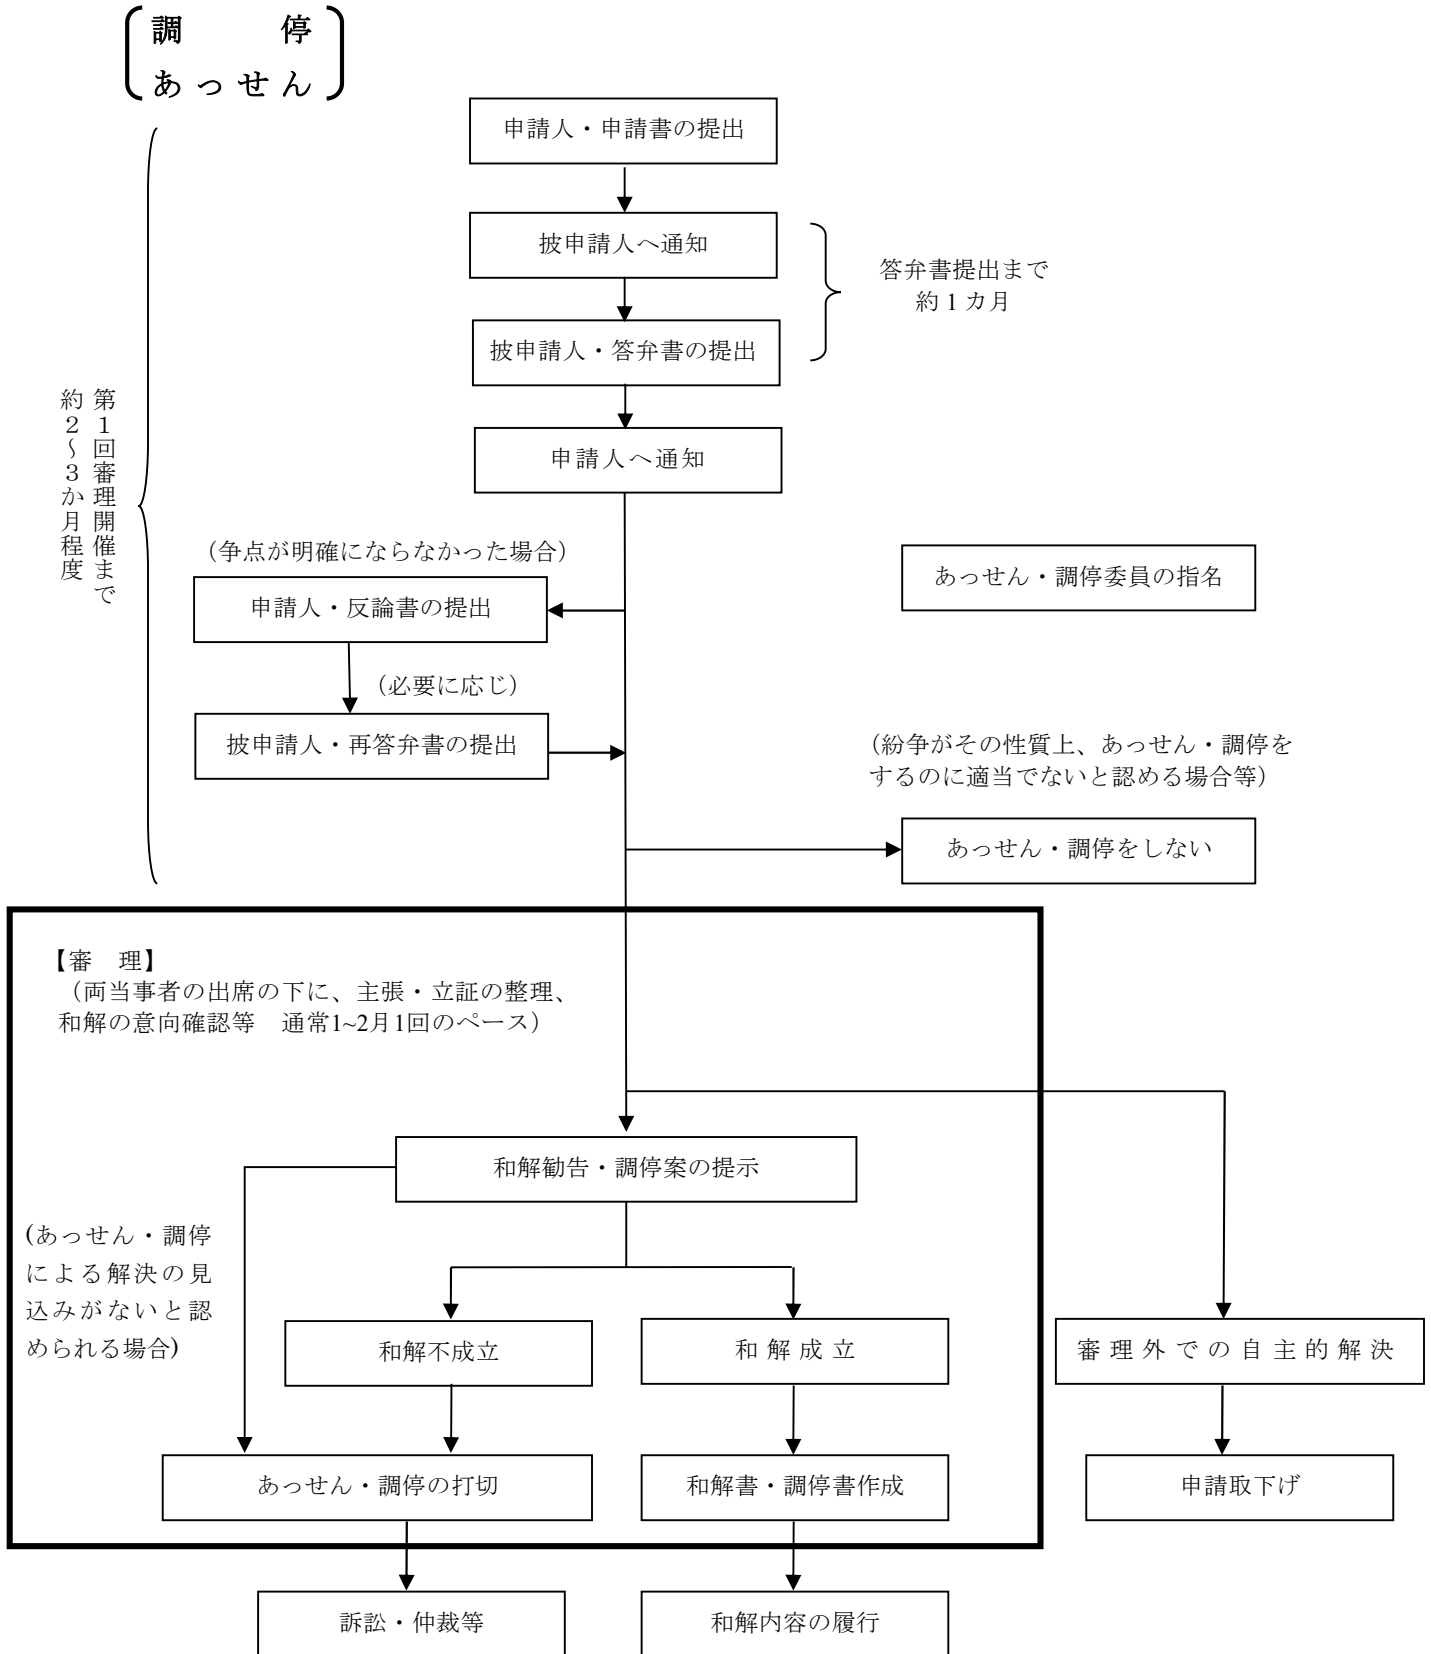 調　　　停
あっせん
申請人・申請書の提出
披申請人へ通知
答弁書提出まで
約１カ月
披申請人・答弁書の提出
申請人へ通知
第１回審理開催まで
約２～３か月程度
（争点が明確にならなかった場合）
申請人・反論書の提出
あっせん・調停委員の指名
（必要に応じ）
披申請人・再答弁書の提出
（紛争がその性質上、あっせん・調停を
するのに適当でないと認める場合等）
あっせん・調停をしない
【審　理】
（両当事者の出席の下に、主張・立証の整理、
和解の意向確認等　通常1~2月1回のペース）
和解勧告・調停案の提示
(あっせん・調停
による解決の見
込みがないと認
められる場合)
和解不成立
和解成立
審理外での自主的解決
あっせん・調停の打切
和解書・調停書作成
申請取下げ
訴訟・仲裁等
和解内容の履行